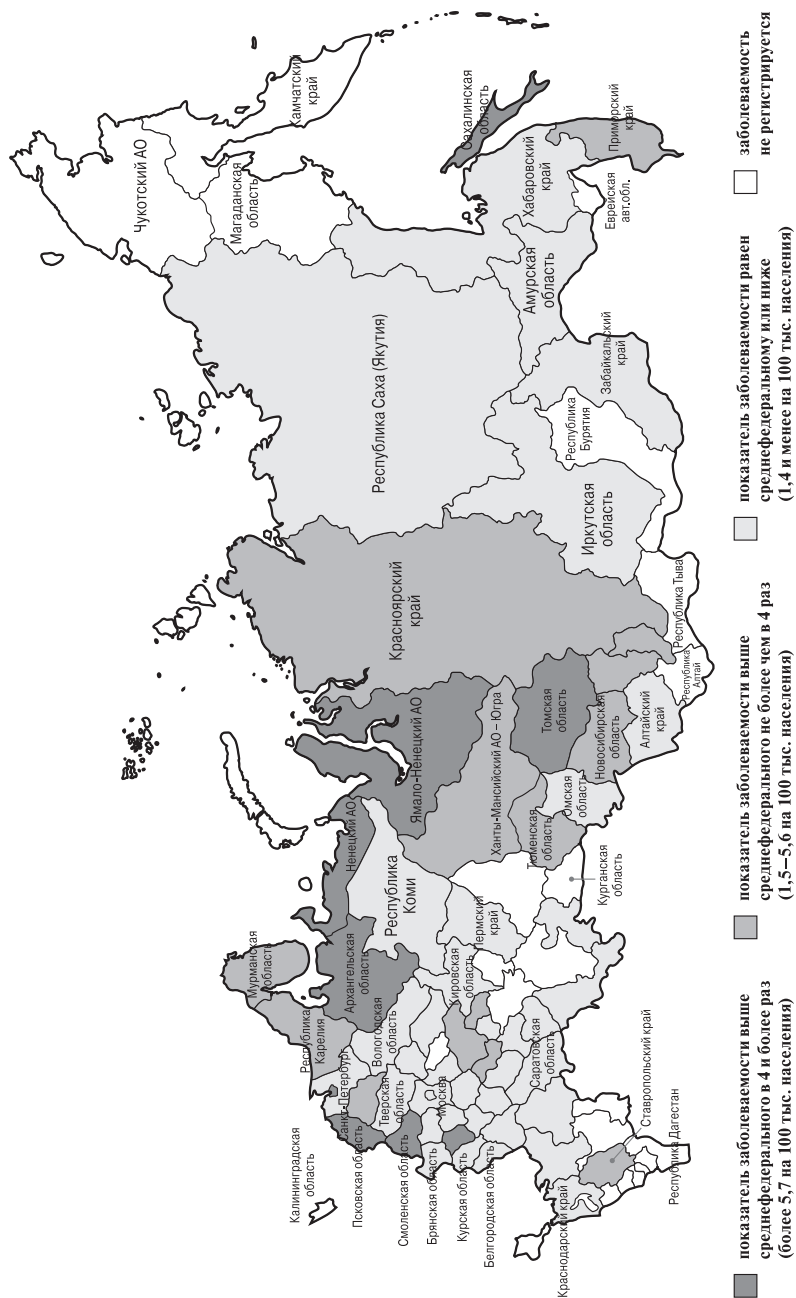 Чукотский АО
Камчатский
край
Магаданская
область
Сахалинская
область
Хабаровский
край
Приморский
край
Еврейская
авт.обл.
Амурская
область
Республика Саха (Якутия)
Забайкальский
край
Республика
Бурятия
Иркутская
область
Красноярский
край
Республика Тыва
Республика
Алтай
Алтайский
край
Новосибирская
область
Томская
область
Омская
область
Ямало-Ненецкий АО
Ханты-Мансийский АО – Югра
Тюменская
область
Курганская
область
Ненецкий АО
Республика
Коми
Пермский
край
Кировская
область
Мурманская
область
Архангельская
область
Республика
Карелия
Вологодская
область
Санкт-Петербург
Тверская
область
Москва
Саратовская
область
Калининградская
область
Псковская область
Смоленская область
Брянская область
Курская область
Белгородская область
Краснодарский край
Ставропольский край
Республика Дагестан
показатель заболеваемости выше
среднефедерального в 4 и более раз
(более 5,7 на 100 тыс. населения)
показатель заболеваемости выше
среднефедерального не более чем в 4 раз
(1,5–5,6 на 100 тыс. населения)
показатель заболеваемости равен
среднефедеральному или ниже
(1,4 и менее на 100 тыс. населения)
заболеваемость
не регистрируется